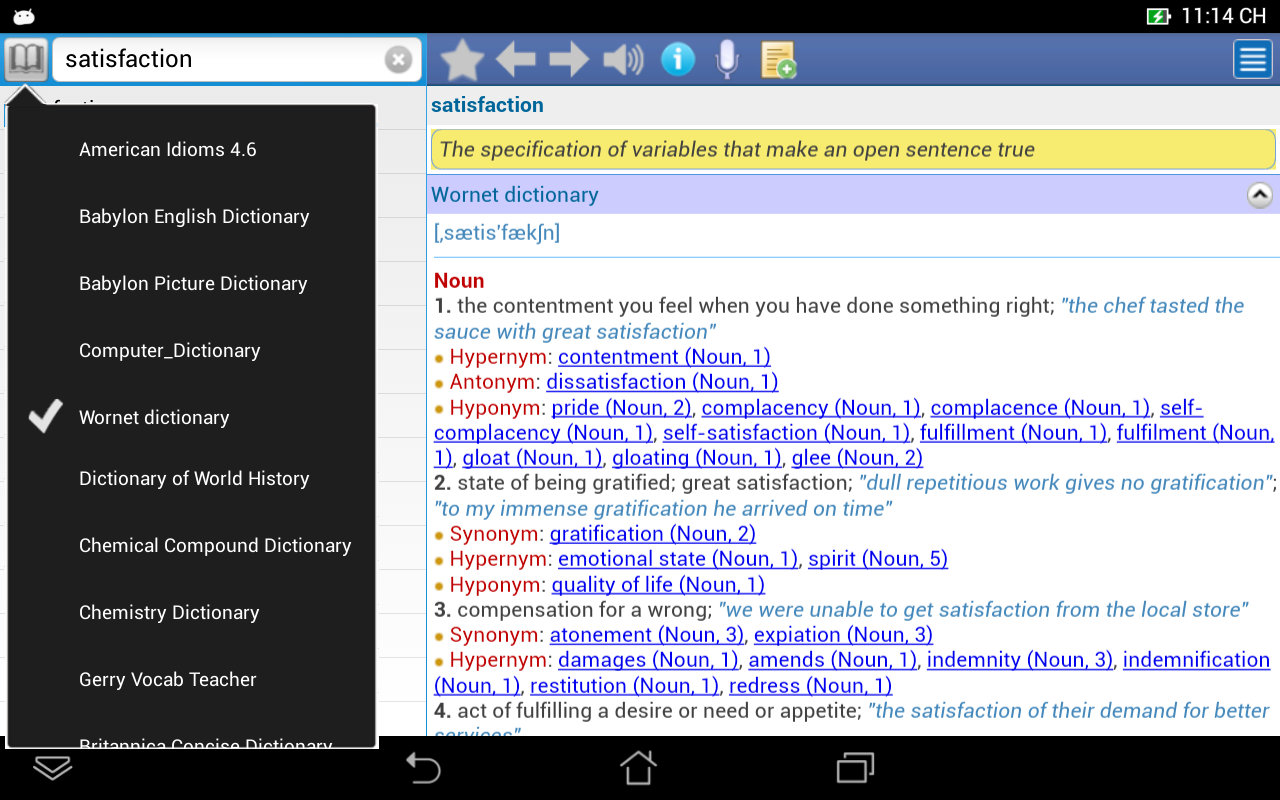 11:14 CH
satisfaction
American Idioms 4.6
Babylon English Dictionary
Babylon Picture Dictionary
Computer_Dictionary
Wornet dictionary
Dictionary of World History
Chemical Compound Dictionary
Chemistry Dictionary
Gerry Vocab Teacher
Britannica Concise Dictionary
satisfaction
The specification of variables that make an open sentence true
Wornet dictionary
[,sætis'fækʃn]
Noun
1. the contentment you feel when you have done something right; "the chef tasted the
sauce with great satisfaction"
• Hypernym: contentment (Noun, 1)
• Antonym: dissatisfaction (Noun, 1)
• Hyponym: pride (Noun, 2), complacency (Noun, 1), complacence (Noun, 1), self-
complacency (Noun, 1), self-satisfaction (Noun, 1), fulfillment (Noun, 1), fulfilment (Noun,
1), gloat (Noun, 1), gloating (Noun, 1), glee (Noun, 2)
2. state of being gratified; great satisfaction; "dull repetitious work gives no gratification";
"to my immense gratification he arrived on time"
• Synonym: gratification (Noun, 2)
• Hypernym: emotional state (Noun, 1), spirit (Noun, 5)
• Hyponym: quality of life (Noun, 1)
3. compensation for a wrong; "we were unable to get satisfaction from the local store"
• Synonym: atonement (Noun, 3), expiation (Noun, 3)
• Hypernym: damages (Noun, 1), amends (Noun, 1), indemnity (Noun, 3), indemnification
(Noun, 1), restitution (Noun, 1), redress (Noun, 1)
4. act of fulfilling a desire or need or appetite; "the satisfaction of their demand for better
services"